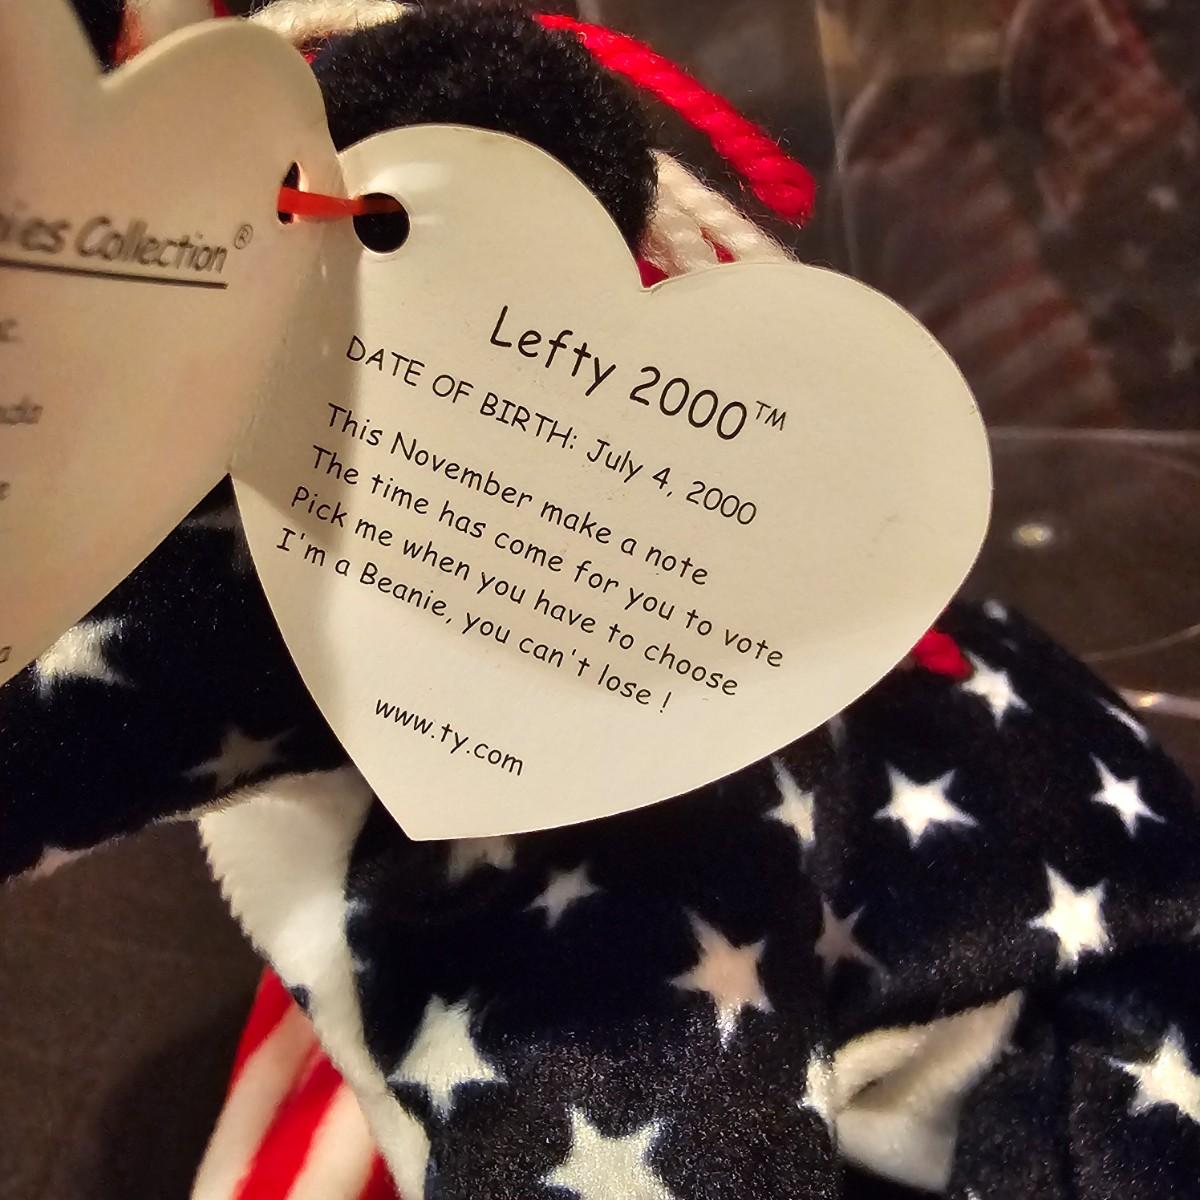 Collection®
Lefty 2000™
DATE OF BIRTH: July 4, 2000
This November make a note
The time has come for you to vote
Pick me when you have to choose
I'm a Beanie, you can't lose !
www.ty.com